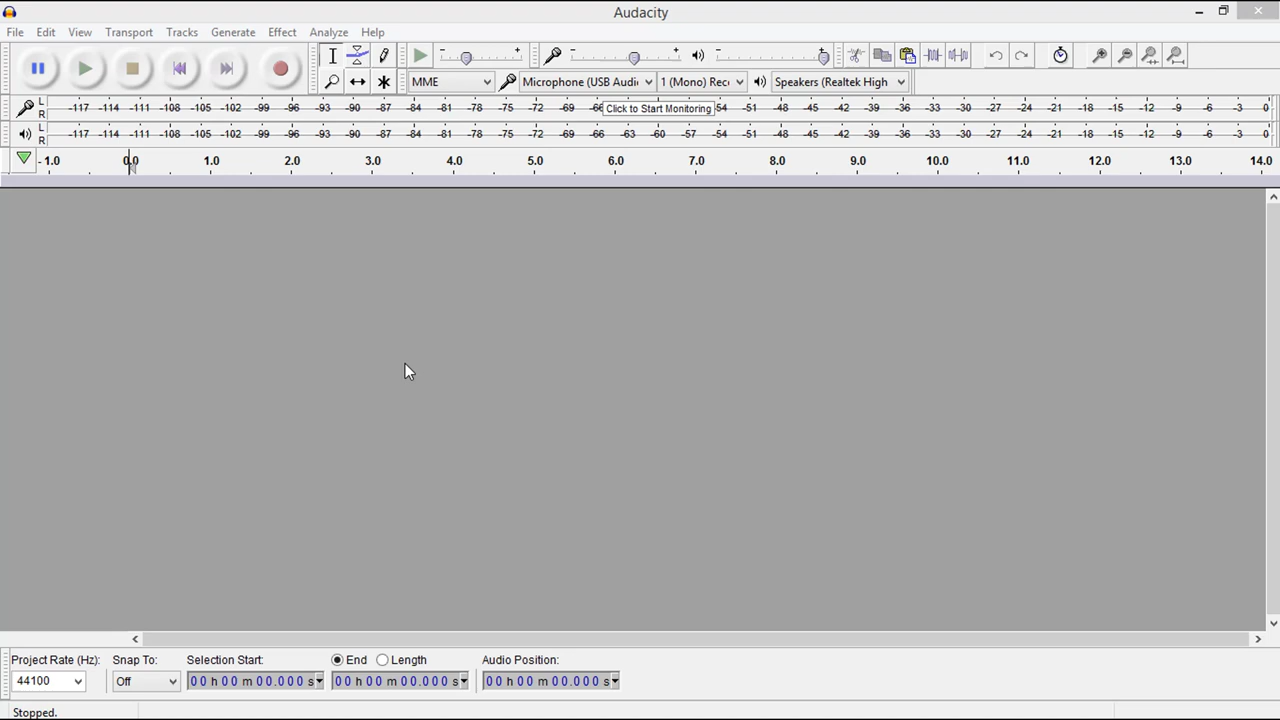 Audacity
File Edit View Transport Tracks Generate Effect Analyze Help
MME Microphone (USB Audio 1 (Mono) Reco Speakers (Realtek High
L -117 -114 -111 -108 -105 -102 -99 -96 -93 -90 -87 -84 -81 -78 -75 -72 -69 -66 Click to Start Monitoring 54 -51 -48 -45 -42 -39 -36 -33 -30 -27 -24 -21 -18 -15 -12 -9 -6 -3 0
R
L -117 -114 -111 -108 -105 -102 -99 -96 -93 -90 -87 -84 -81 -78 -75 -72 -69 -66 -63 -60 -57 -54 -51 -48 -45 -42 -39 -36 -33 -30 -27 -24 -21 -18 -15 -12 -9 -6 -3 0
R
- 1.0 0.0 1.0 2.0 3.0 4.0 5.0 6.0 7.0 8.0 9.0 10.0 11.0 12.0 13.0 14.0
Project Rate (Hz): Snap To: Selection Start: End Length Audio Position:
44100 Off 00 h 00 m 00.000 s 00 h 00 m 00.000 s 00 h 00 m 00.000 s
Stopped.